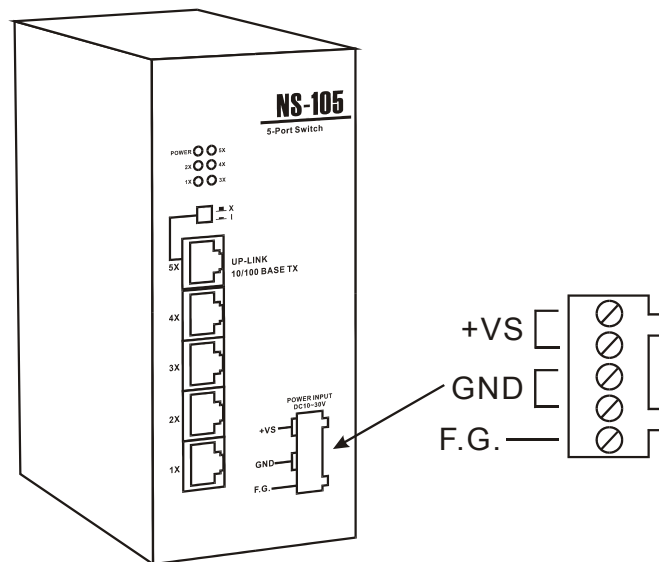 NS-105
5-Port Switch
POWER 5X
2X 4X
1X 3X
X
I
5X
UP-LINK
10/100 BASE TX
4X
3X
2X
1X
POWER INPUT
DC10~30V
+VS
GND
F.G.
+VS
GND
F.G.